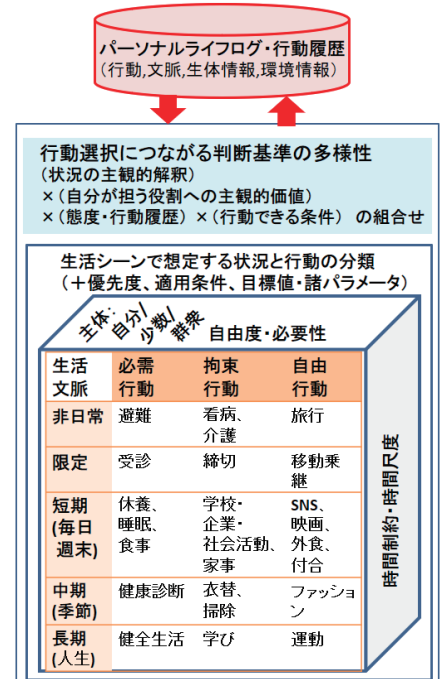 パーソナルライフログ・行動履歴
(行動,文脈,生体情報,環境情報)
行動選択につながる判断基準の多様性
(状況の主観的解釈)
×(自分が担う役割への主観的価値)
×(態度・行動履歴)×(行動できる条件) の組合せ
生活シーンで想定する状況と行動の分類
(+優先度、適用条件、目標値・諸パラメータ)
主体:
自分/
少数/
群衆
自由度・必要性
生活
文脈
必需
行動
拘束
行動
自由
行動
非日常
避難
看病、
介護
旅行
限定
受診
締切
移動乗
継
短期
(毎日
週末)
休養、
睡眠、
食事
学校・
企業・
社会活動、
家事
SNS、
映画、
外食、
付合
中期
(季節)
健康診断
衣替、
掃除
ファッショ
ン
長期
(人生)
健全生活
学び
運動
時間制約・時間尺度